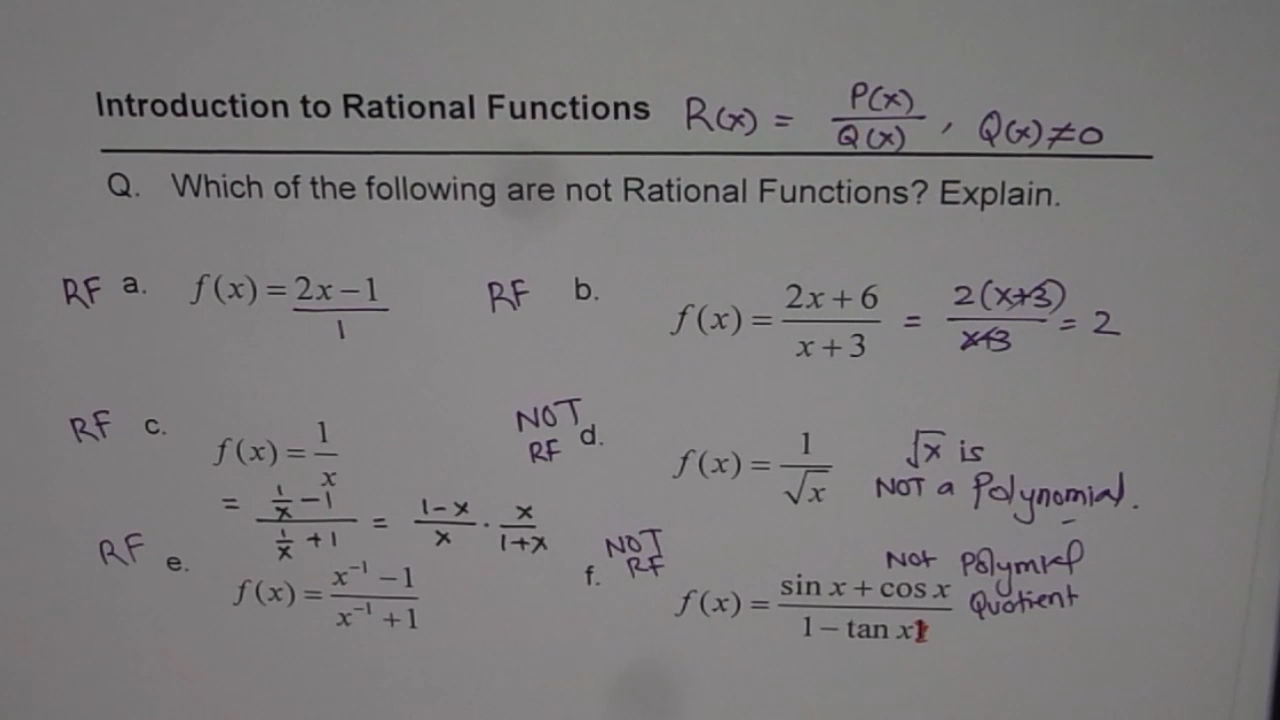 Introduction to Rational Functions R(x) = P(x)/Q(x) , Q(x)≠0
Q. Which of the following are not Rational Functions? Explain.
RF a. f(x) = 2x−1/1
RF b. f(x) = 2x+6/x+3 = 2(x+3)/x+3 = 2
RF c. f(x) = 1/x
NOT RF d. f(x) = 1/√x √x is
NOT a Polynomial.
= (1/x −1)/(1/x +1) = 1−x/x · x/1+x
RF e. f(x) = x⁻¹−1/x⁻¹+1
NOT RF f. f(x) = sin x + cos x/1− tan x
Not Polymial
Quotient